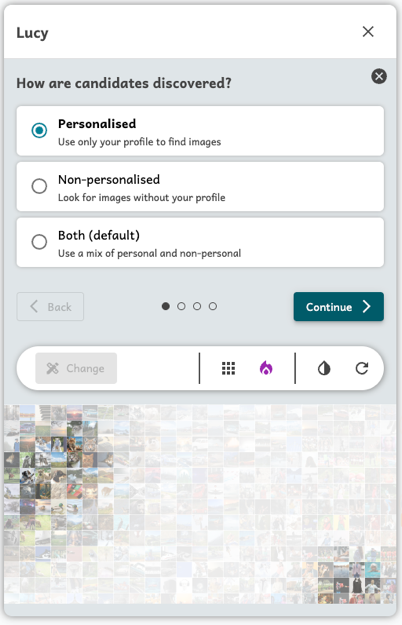 Lucy
How are candidates discovered?
Personalised
Use only your profile to find images
Non-personalised
Look for images without your profile
Both (default)
Use a mix of personal and non-personal
Back
Continue
Change